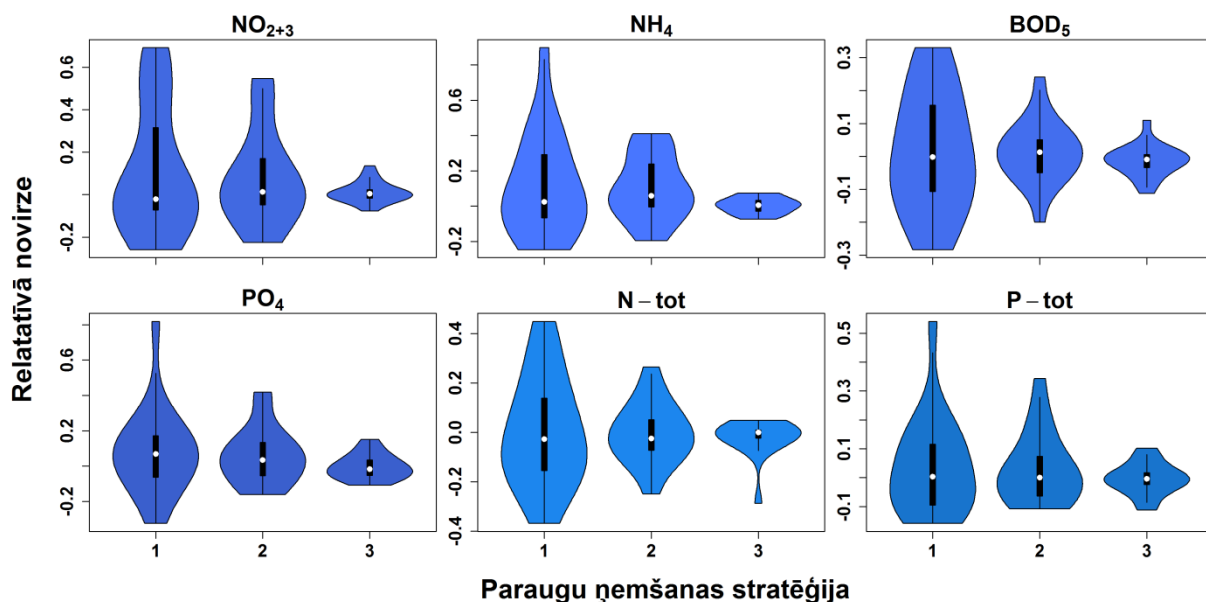 NO2+3 NH4 BOD5
0.6 0.2 -0.2
0.6 0.2 -0.2
0.3 0.1 -0.1 -0.3
PO4 N – tot P – tot
0.6 0.2 -0.2
0.4 0.2 0.0 -0.2 -0.4
0.5 0.3 0.1 -0.1
1 2 3 1 2 3 1 2 3
Relatatīvā novirze
Paraugu ņemšanas stratēģija